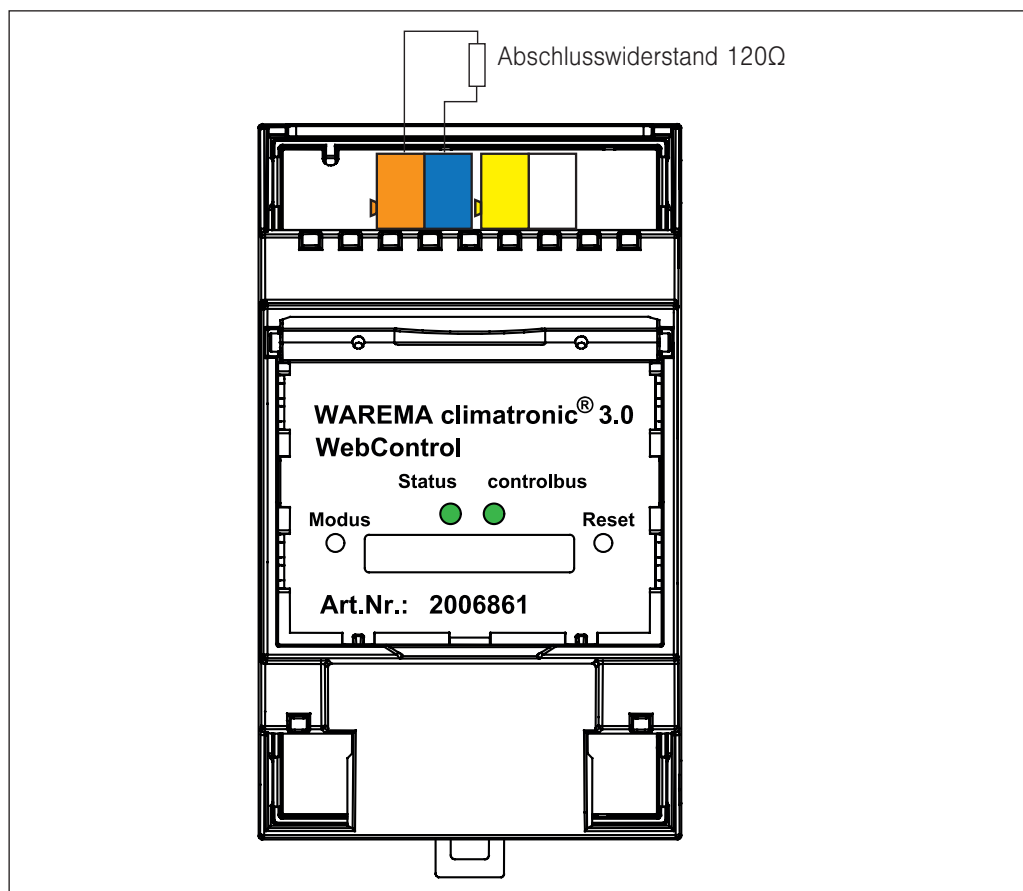 Abschlusswiderstand 120Ω
WAREMA climatronic® 3.0
WebControl
Status controlbus
Modus Reset
Art.Nr.: 2006861